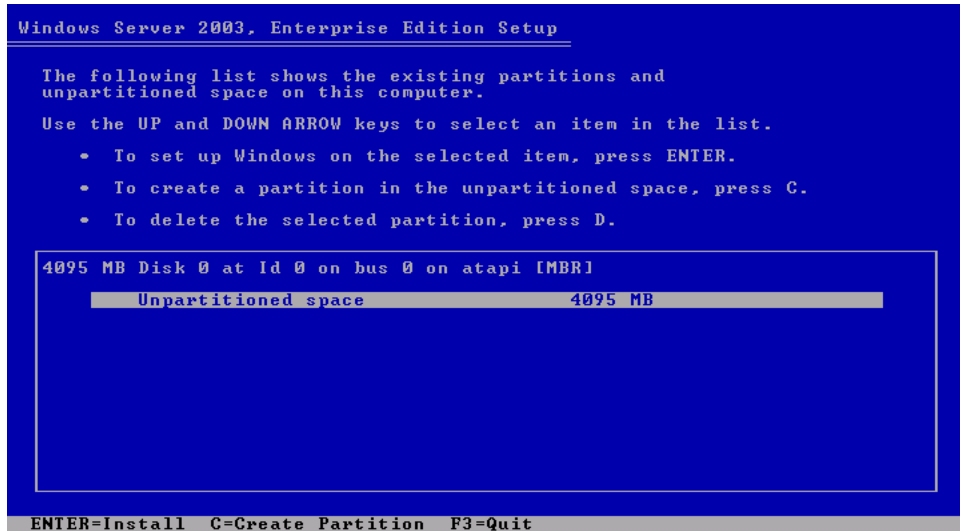 Windows Server 2003, Enterprise Edition Setup
The following list shows the existing partitions and
unpartitioned space on this computer.
Use the UP and DOWN ARROW keys to select an item in the list.
• To set up Windows on the selected item, press ENTER.
• To create a partition in the unpartitioned space, press C.
• To delete the selected partition, press D.
4095 MB Disk 0 at Id 0 on bus 0 on atapi [MBR]
Unpartitioned space 4095 MB
ENTER=Install C=Create Partition F3=Quit